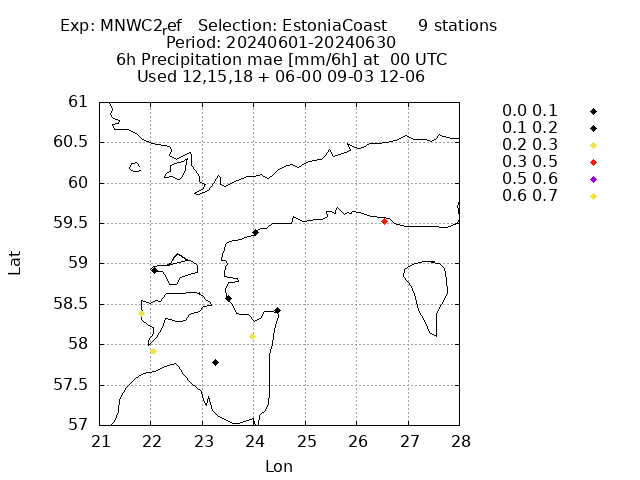 Exp: MNWC2ref Selection: EstoniaCoast 9 stations
Period: 20240601-20240630
6h Precipitation mae [mm/6h] at 00 UTC
Used 12,15,18 + 06-00 09-03 12-06
0.0 0.1
0.1 0.2
0.2 0.3
0.3 0.5
0.5 0.6
0.6 0.7
Lat
61
60.5
60
59.5
59
58.5
58
57.5
57
21 22 23 24 25 26 27 28
Lon